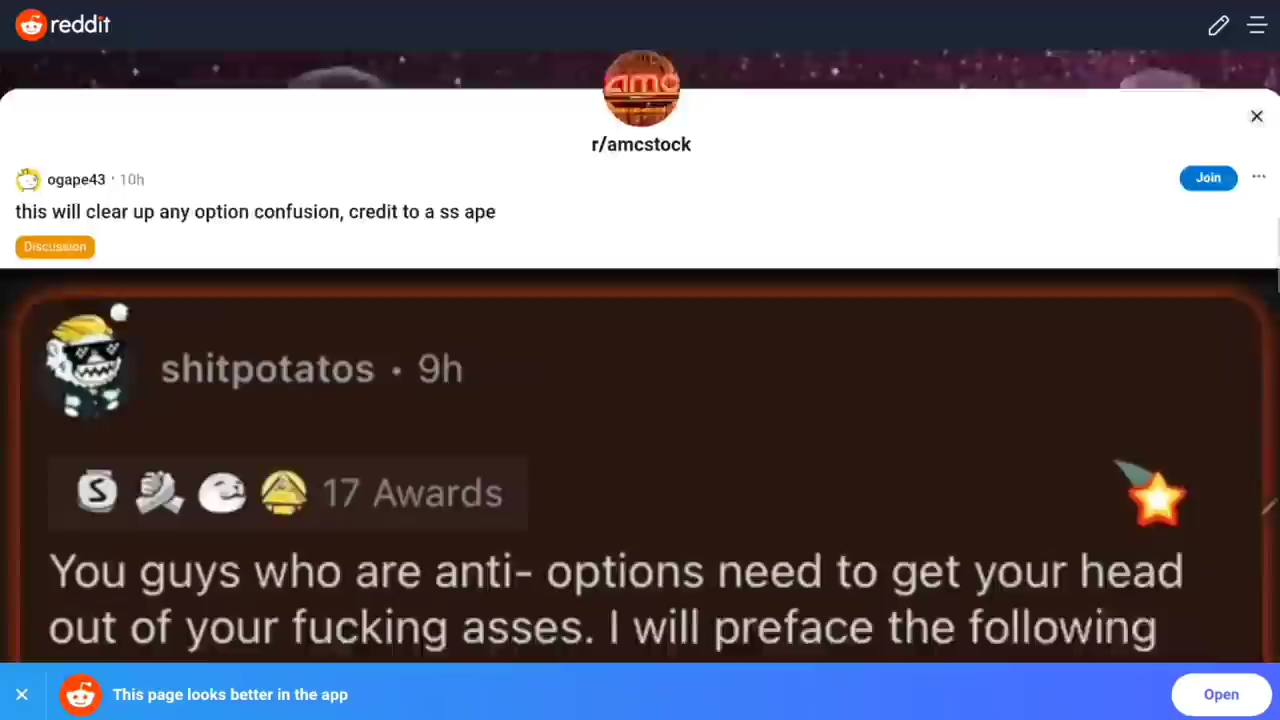 reddit
amc
r/amcstock
ogape43 · 10h
Join
this will clear up any option confusion, credit to a ss ape
Discussion
shitpotatos · 9h
S
17 Awards
You guys who are anti- options need to get your head
out of your fucking asses. I will preface the following
This page looks better in the app
Open